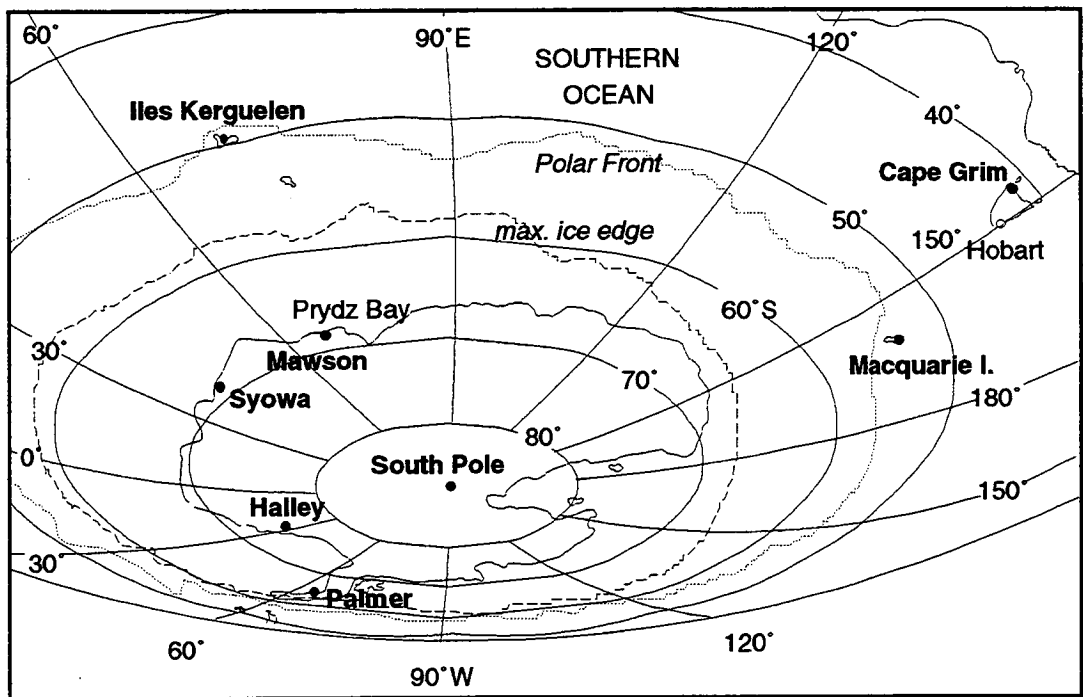 60°
90°E
120°
SOUTHERN
OCEAN
Iles Kerguelen
40°
Polar Front
Cape Grim
50°
max. ice edge
150°
Hobart
Prydz Bay
60°S
30°
Mawson
Macquarie I.
70°
Syowa
180°
80°
0°
South Pole
150°
Halley
30°
Palmer
60°
120°
90°W